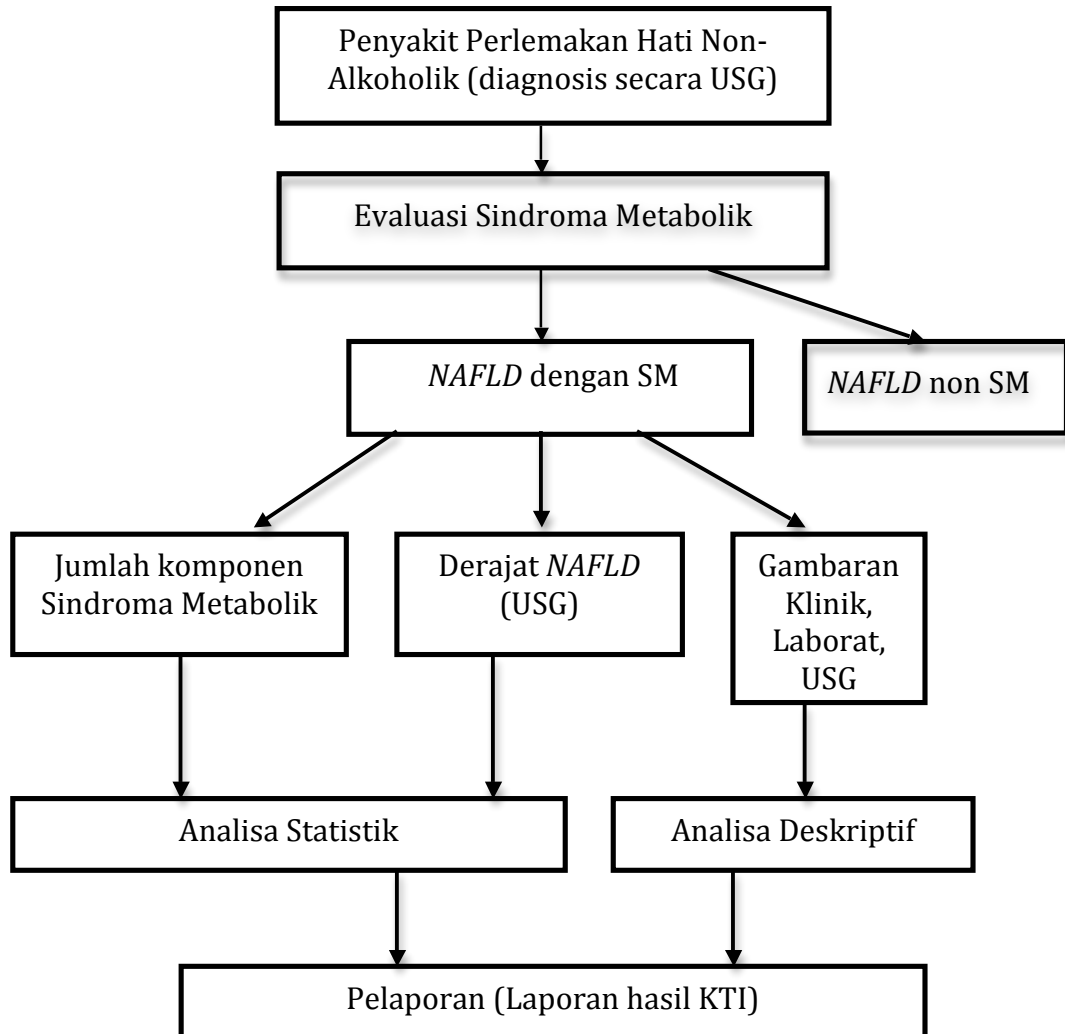 Penyakit Perlemakan Hati Non-
Alkoholik (diagnosis secara USG)
Evaluasi Sindroma Metabolik
NAFLD dengan SM
NAFLD non SM
Jumlah komponen
Sindroma Metabolik
Derajat NAFLD
(USG)
Gambaran
Klinik,
Laborat,
USG
Analisa Statistik
Analisa Deskriptif
Pelaporan (Laporan hasil KTI)